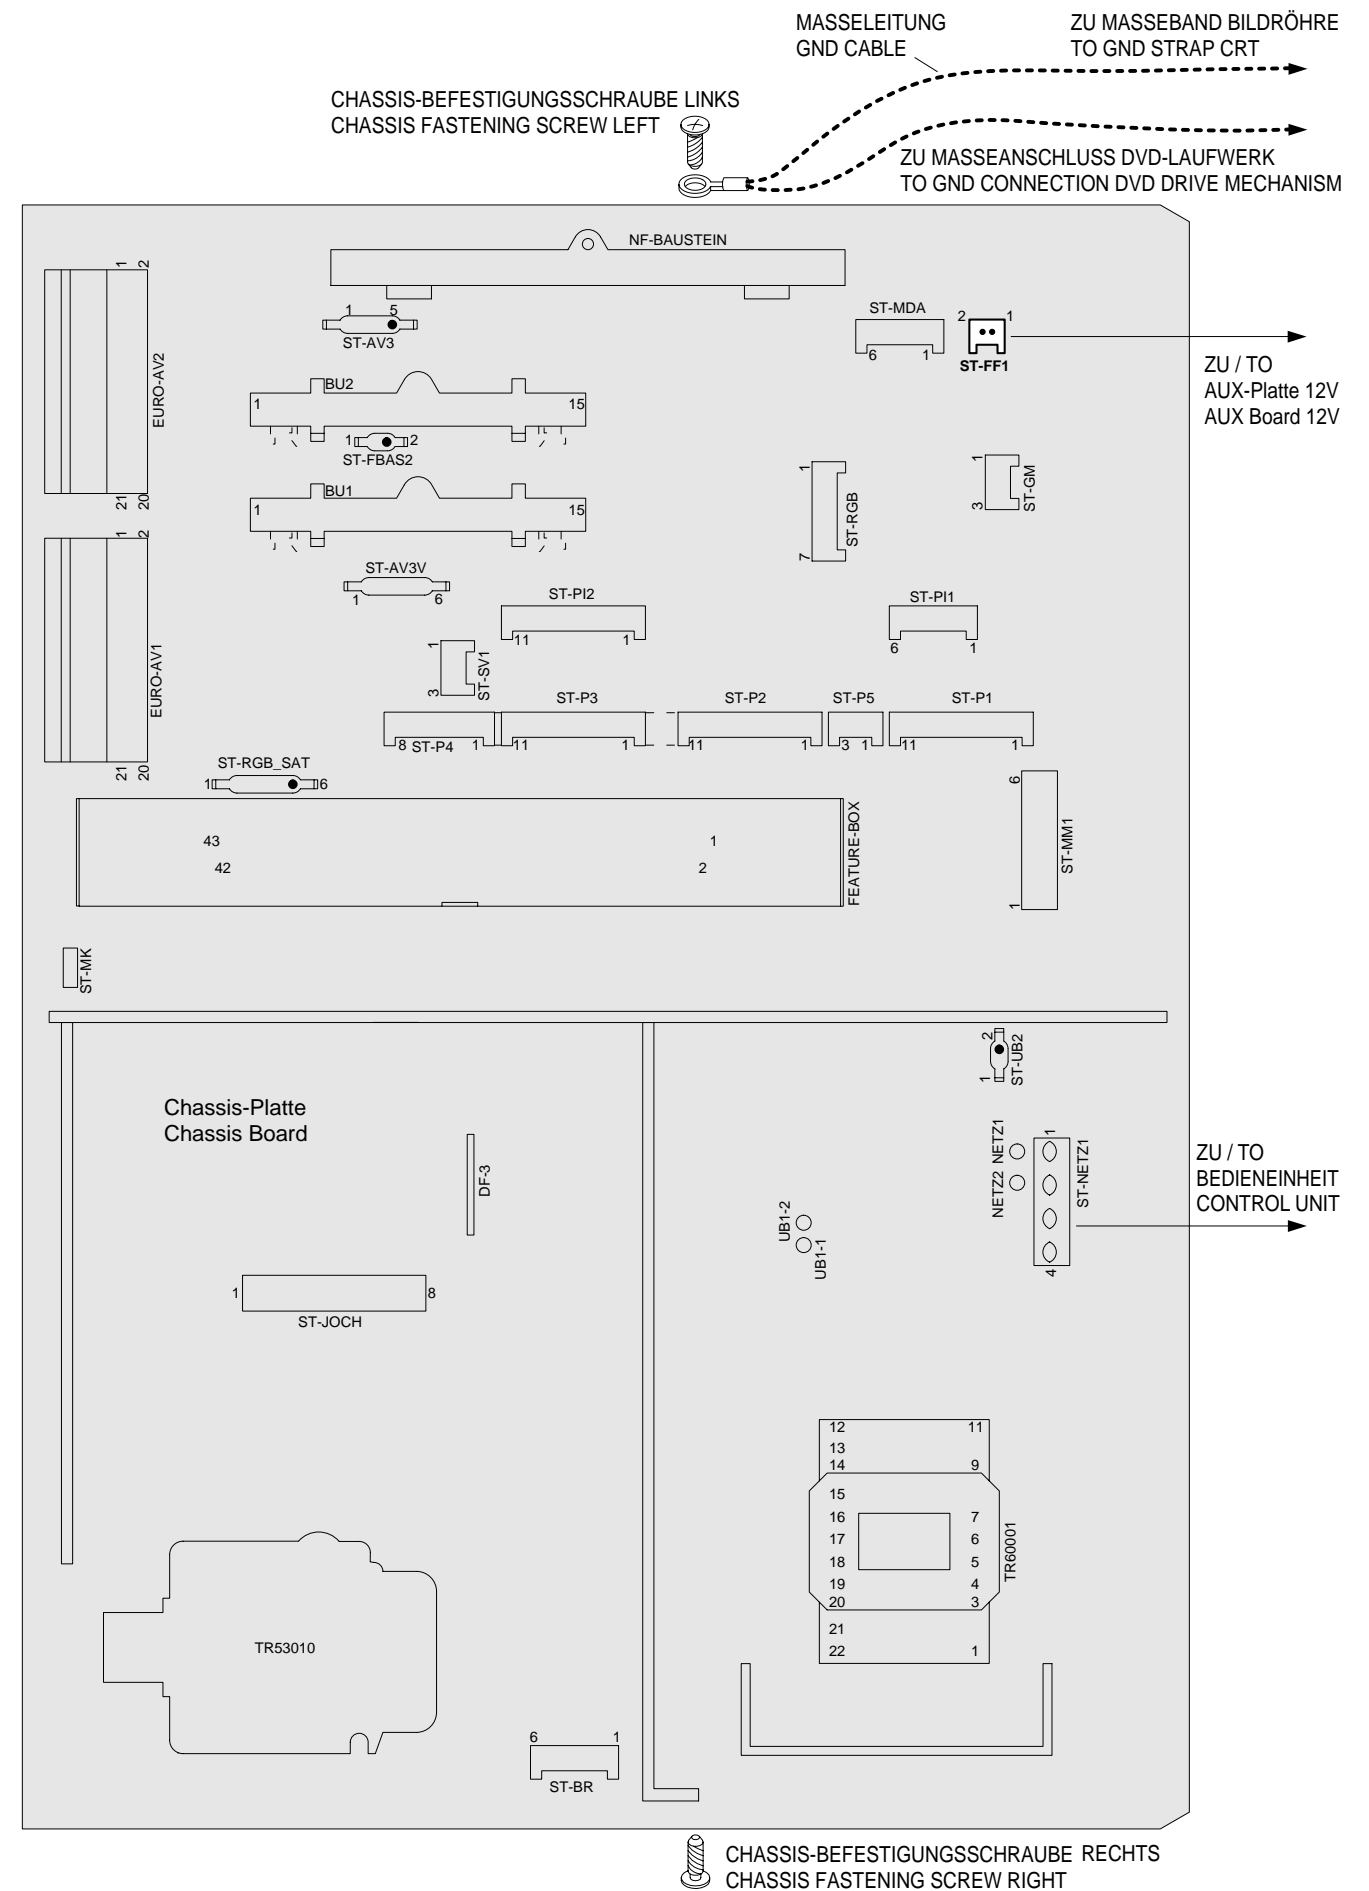 MASSELEITUNG
GND CABLE
ZU MASSEBAND BILDRÖHRE
TO GND STRAP CRT
CHASSIS-BEFESTIGUNGSSCHRAUBE LINKS
CHASSIS FASTENING SCREW LEFT
ZU MASSEANSCHLUSS DVD-LAUFWERK
TO GND CONNECTION DVD DRIVE MECHANISM
NF-BAUSTEIN
1 2
EURO-AV2
21 20
1 5
ST-AV3
ST-MDA
6 1
2 1
ST-FF1
ZU / TO
AUX-Platte 12V
AUX Board 12V
BU2
1 15
1 2
ST-FBAS2
BU1
1 15
1
ST-RGB
7
1
ST-GM
3
1 2
EURO-AV1
21 20
ST-AV3V
1 6
ST-PI2
11 1
ST-PI1
6 1
1
ST-SV1
3
ST-P3
ST-P2
ST-P5
ST-P1
8 ST-P4 1
11 1
11 1
3 1
11 1
ST-RGB_SAT
1 6
43 1
42 2
FEATURE-BOX
6
ST-MM1
1
ST-MK
2
ST-UB2
1
Chassis-Platte
Chassis Board
DF-3
NETZ1
NETZ2
1
ST-NETZ1
4
ZU / TO
BEDIENEINHEIT
CONTROL UNIT
UB1-2
UB1-1
1 8
ST-JOCH
12 11
13
14 9
15
16 7
17 6
18 5
19 4
20 3
21
22 1
TR60001
TR53010
6 1
ST-BR
CHASSIS-BEFESTIGUNGSSCHRAUBE RECHTS
CHASSIS FASTENING SCREW RIGHT